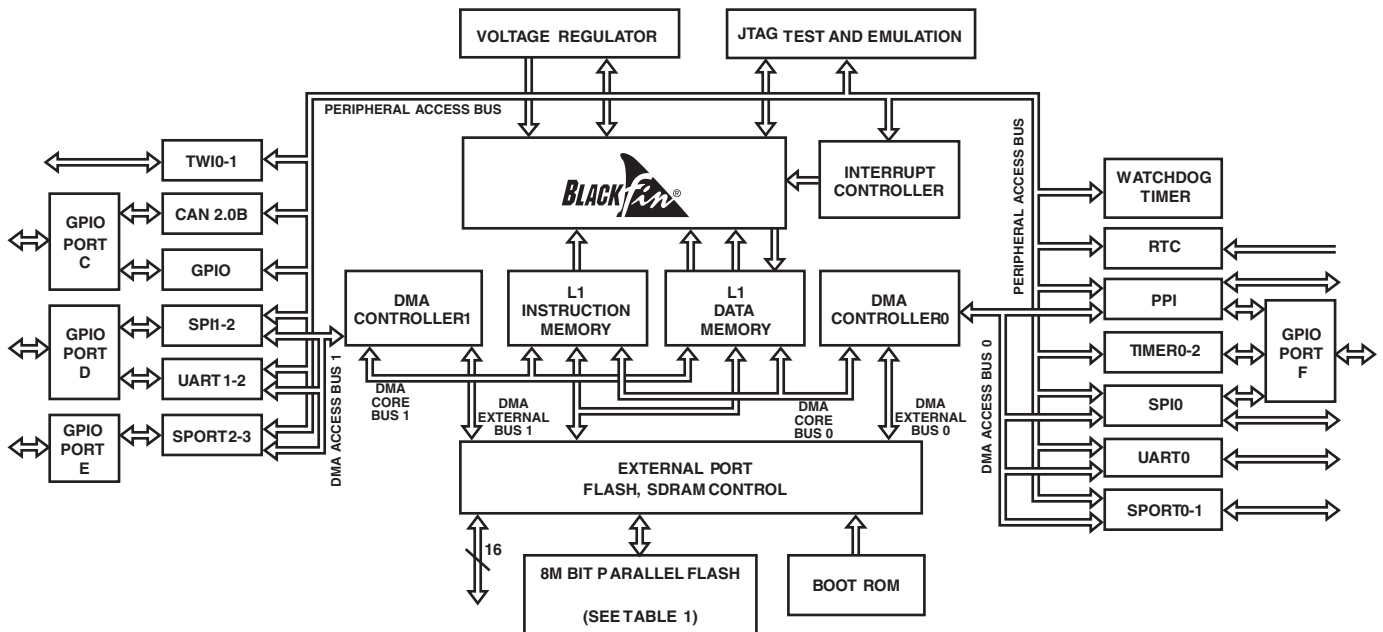 VOLTAGE REGULATOR
JTAG TEST AND EMULATION
PERIPHERAL ACCESS BUS
TWI0-1
CAN 2.0B
GPIO
PORT
C
GPIO
SPI1-2
GPIO
PORT
D
UART 1-2
GPIO
PORT
E
SPORT2-3
DMA ACCESS BUS 1
BLACKfin®
INTERRUPT
CONTROLLER
DMA
CONTROLLER1
L1
INSTRUCTION
MEMORY
L1
DATA
MEMORY
DMA
CONTROLLER0
DMA
CORE
BUS 1
DMA
EXTERNAL
BUS 1
DMA
CORE
BUS 0
DMA
EXTERNAL
BUS 0
EXTERNAL PORT
FLASH, SDRAM CONTROL
16
8M BIT PARALLEL FLASH
(SEE TABLE 1)
BOOT ROM
PERIPHERAL ACCESS BUS
DMA ACCESS BUS 0
WATCHDOG
TIMER
RTC
PPI
TIMER0-2
GPIO
PORT
F
SPI0
UART0
SPORT0-1